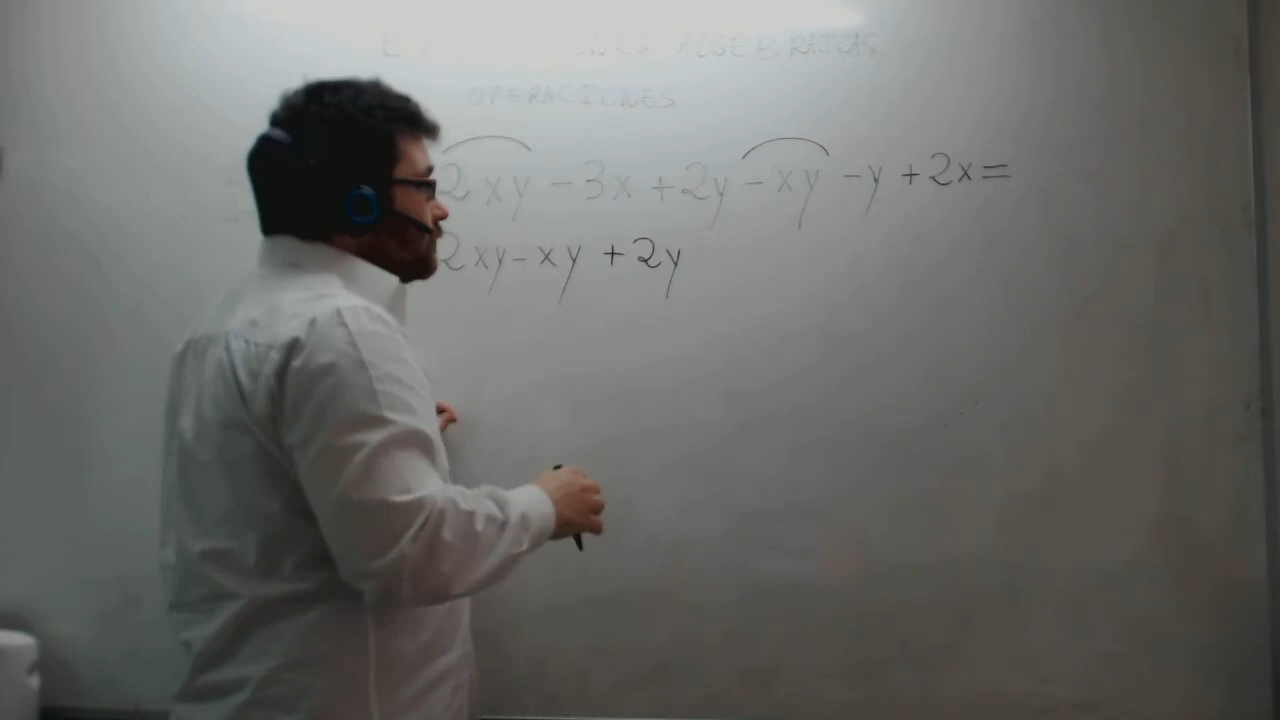 ALGEBRAICAS
OPERACIONES
2xy - 3x + 2y - xy - y + 2x =
2xy - xy + 2y